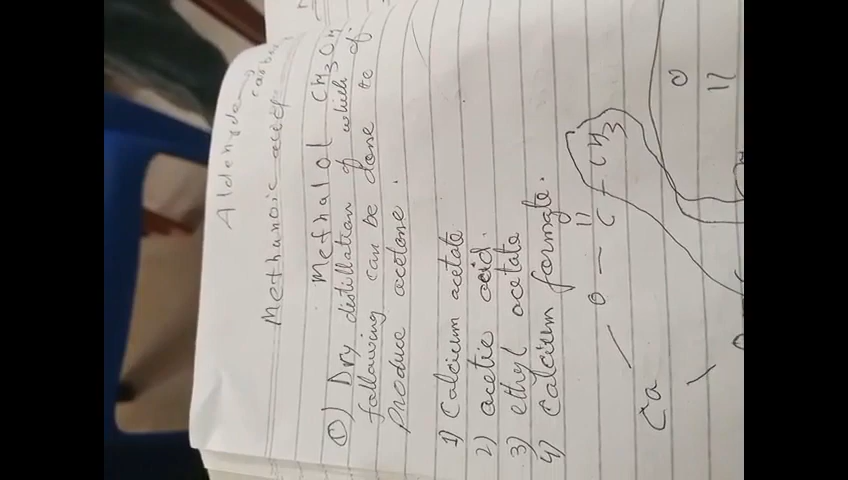 Aldehyde
Methanoic acid
Methalol CH3OH
Q) Dry distillation of which of
following can be done to
Produce acetone.
1) Calcium acetate
2) acetic acid.
3) ethyl acetate
4) Calcium formate.
O
||
Ca - O - C - CH3
O
||